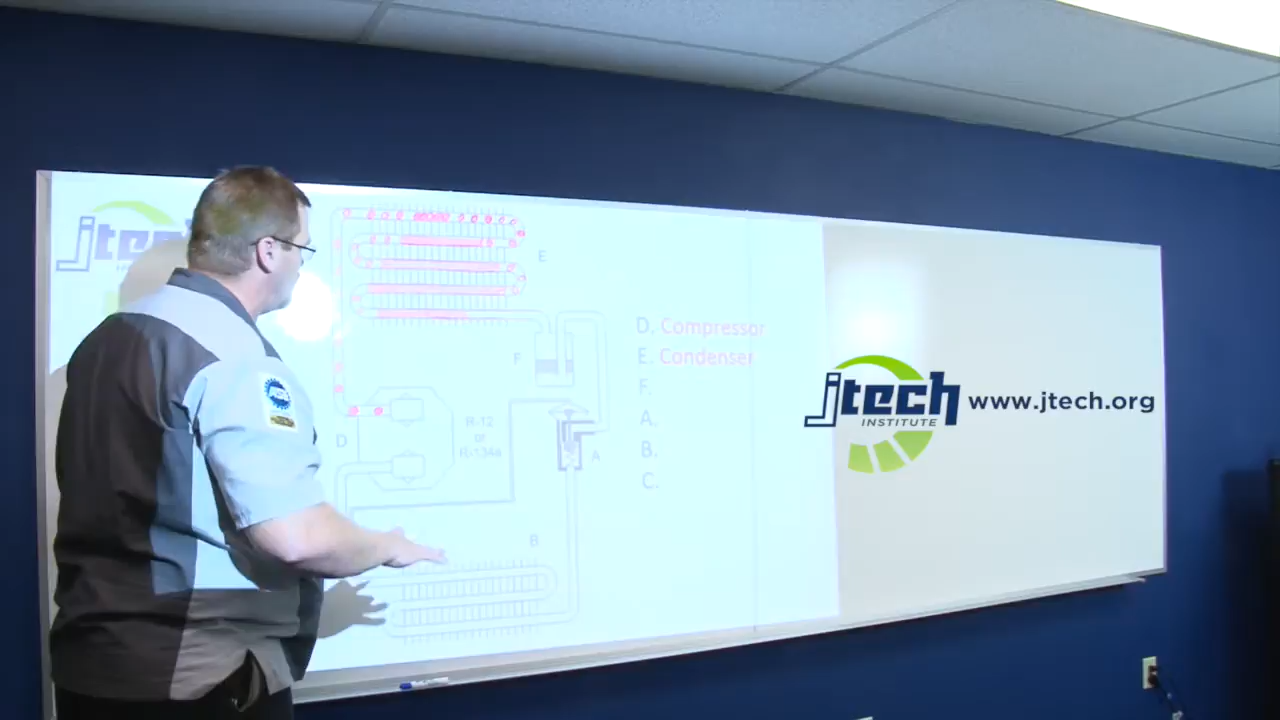 jtech
E
D. Compressor
E. Condenser
F
F.
jtech
INSTITUTE
www.jtech.org
D
R-12
or
R-134a
A
A.
B.
C.
B